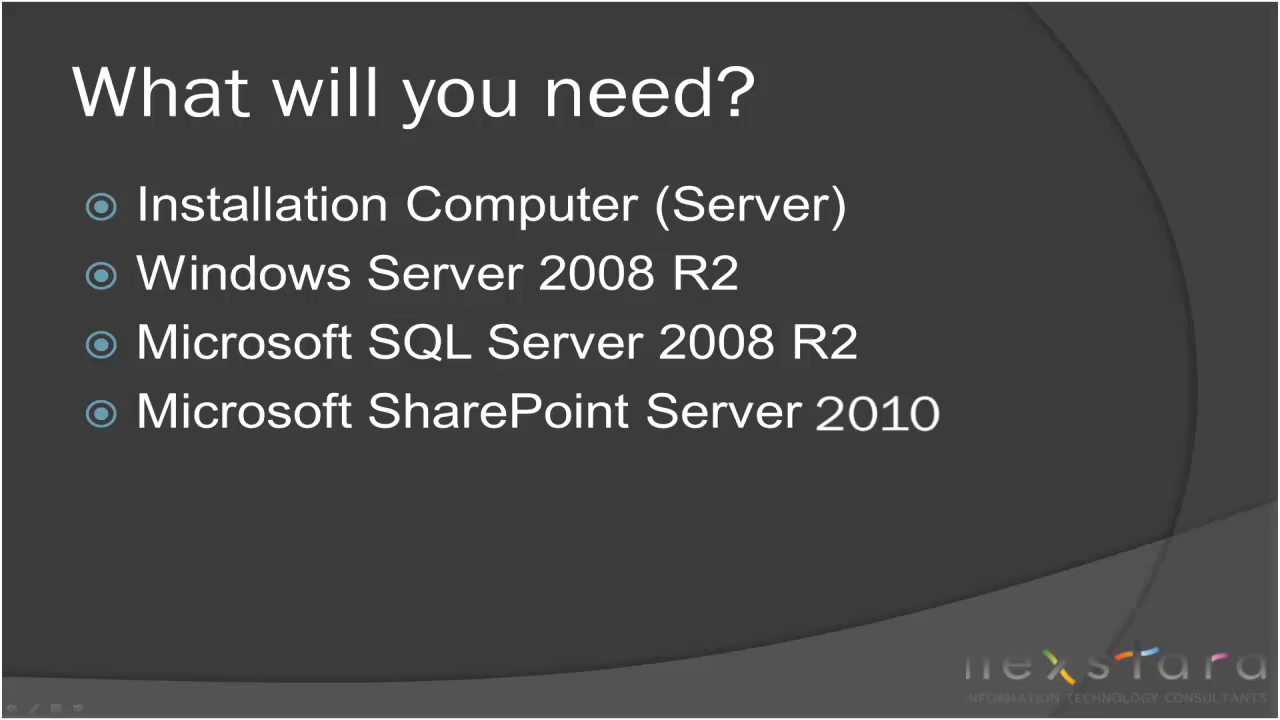 What will you need?
Installation Computer (Server)
Windows Server 2008 R2
Microsoft SQL Server 2008 R2
Microsoft SharePoint Server 2010
nexstara
INFORMATION TECHNOLOGY CONSULTANTS